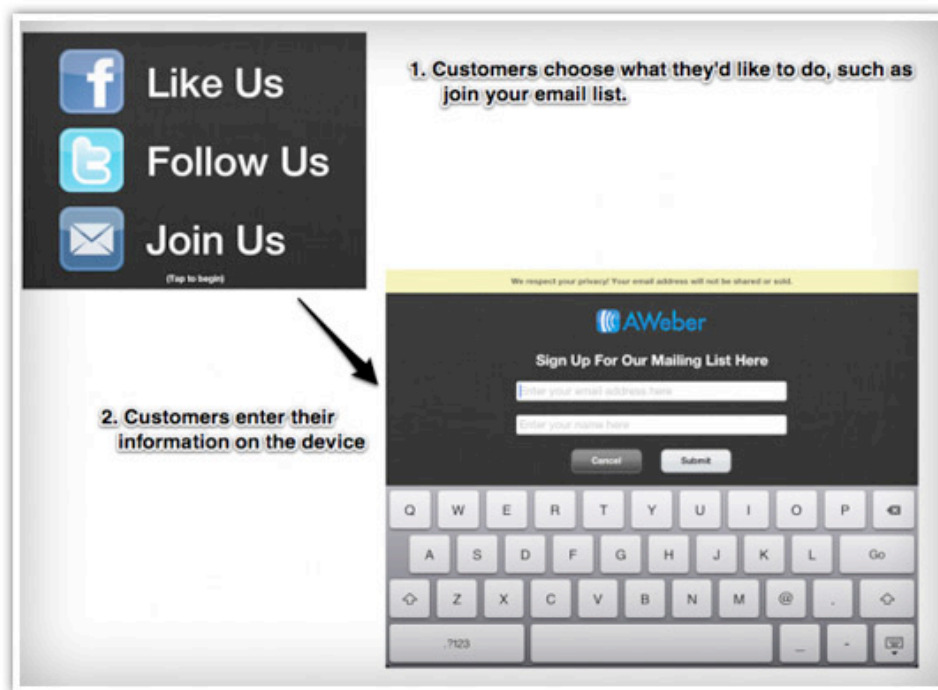 Like Us
Follow Us
Join Us
(Tap to begin)
1. Customers choose what they'd like to do, such as
join your email list.
We respect your privacy! Your email address will not be shared or sold.
AWeber
Sign Up For Our Mailing List Here
Enter your email address here
Enter your name here
Cancel Submit
2. Customers enter their
information on the device
Q W E R T Y U I O P
A S D F G H J K L Go
Z X C V B N M @ .
.?123 _ -